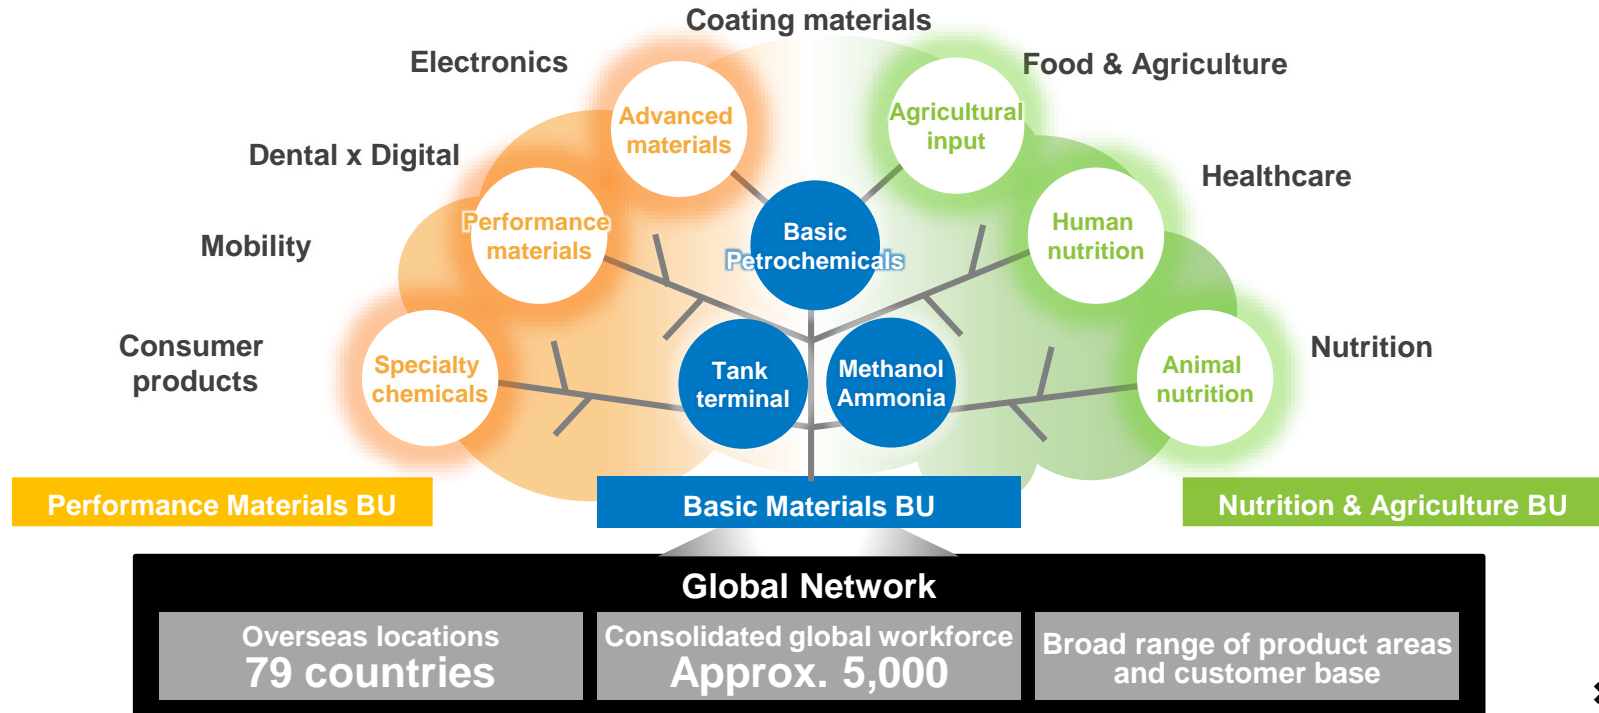 Coating materials
Electronics
Food & Agriculture
Advanced
materials
Agricultural
input
Dental x Digital
Healthcare
Performance
materials
Basic
Petrochemicals
Human
nutrition
Mobility
Consumer
products
Specialty
chemicals
Tank
terminal
Methanol
Ammonia
Animal
nutrition
Nutrition
Performance Materials BU
Basic Materials BU
Nutrition & Agriculture BU
Global Network
Overseas locations
79 countries
Consolidated global workforce
Approx. 5,000
Broad range of product areas
and customer base